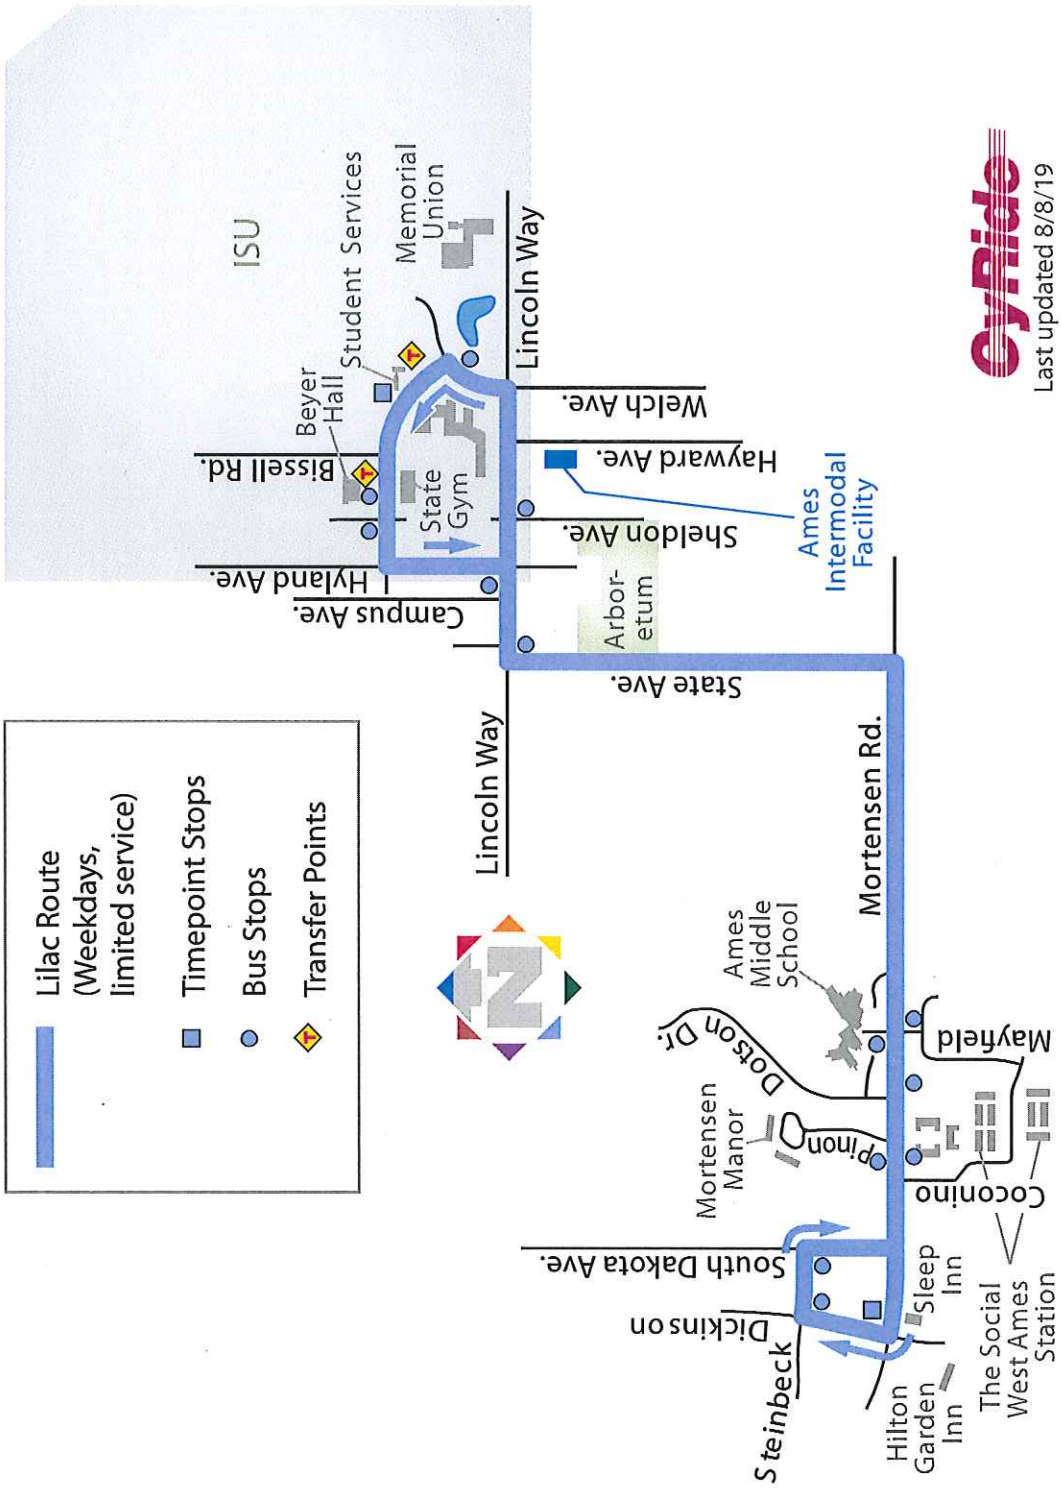 Lilac Route
(Weekdays,
limited service)
Timepoint Stops
Bus Stops
Transfer Points
T
ISU
Beyer
Hall
Student Services
Memorial
Union
T
T
Bissell Rd.
State
Gym
Hyland Ave.
Campus Ave.
Lincoln Way
Lincoln Way
Welch Ave.
Hayward Ave.
Sheldon Ave.
Arbor-
etum
State Ave.
Ames
Intermodal
Facility
N
Mortensen Rd.
Ames
Middle
School
Dotson Dr.
Mortensen
Manor
Pinon
Mayfield
Coconino
South Dakota Ave.
Dickinson
Steinbeck
Sleep
Inn
Hilton
Garden
Inn
The Social
West Ames
Station
CyRide
Last updated 8/8/19